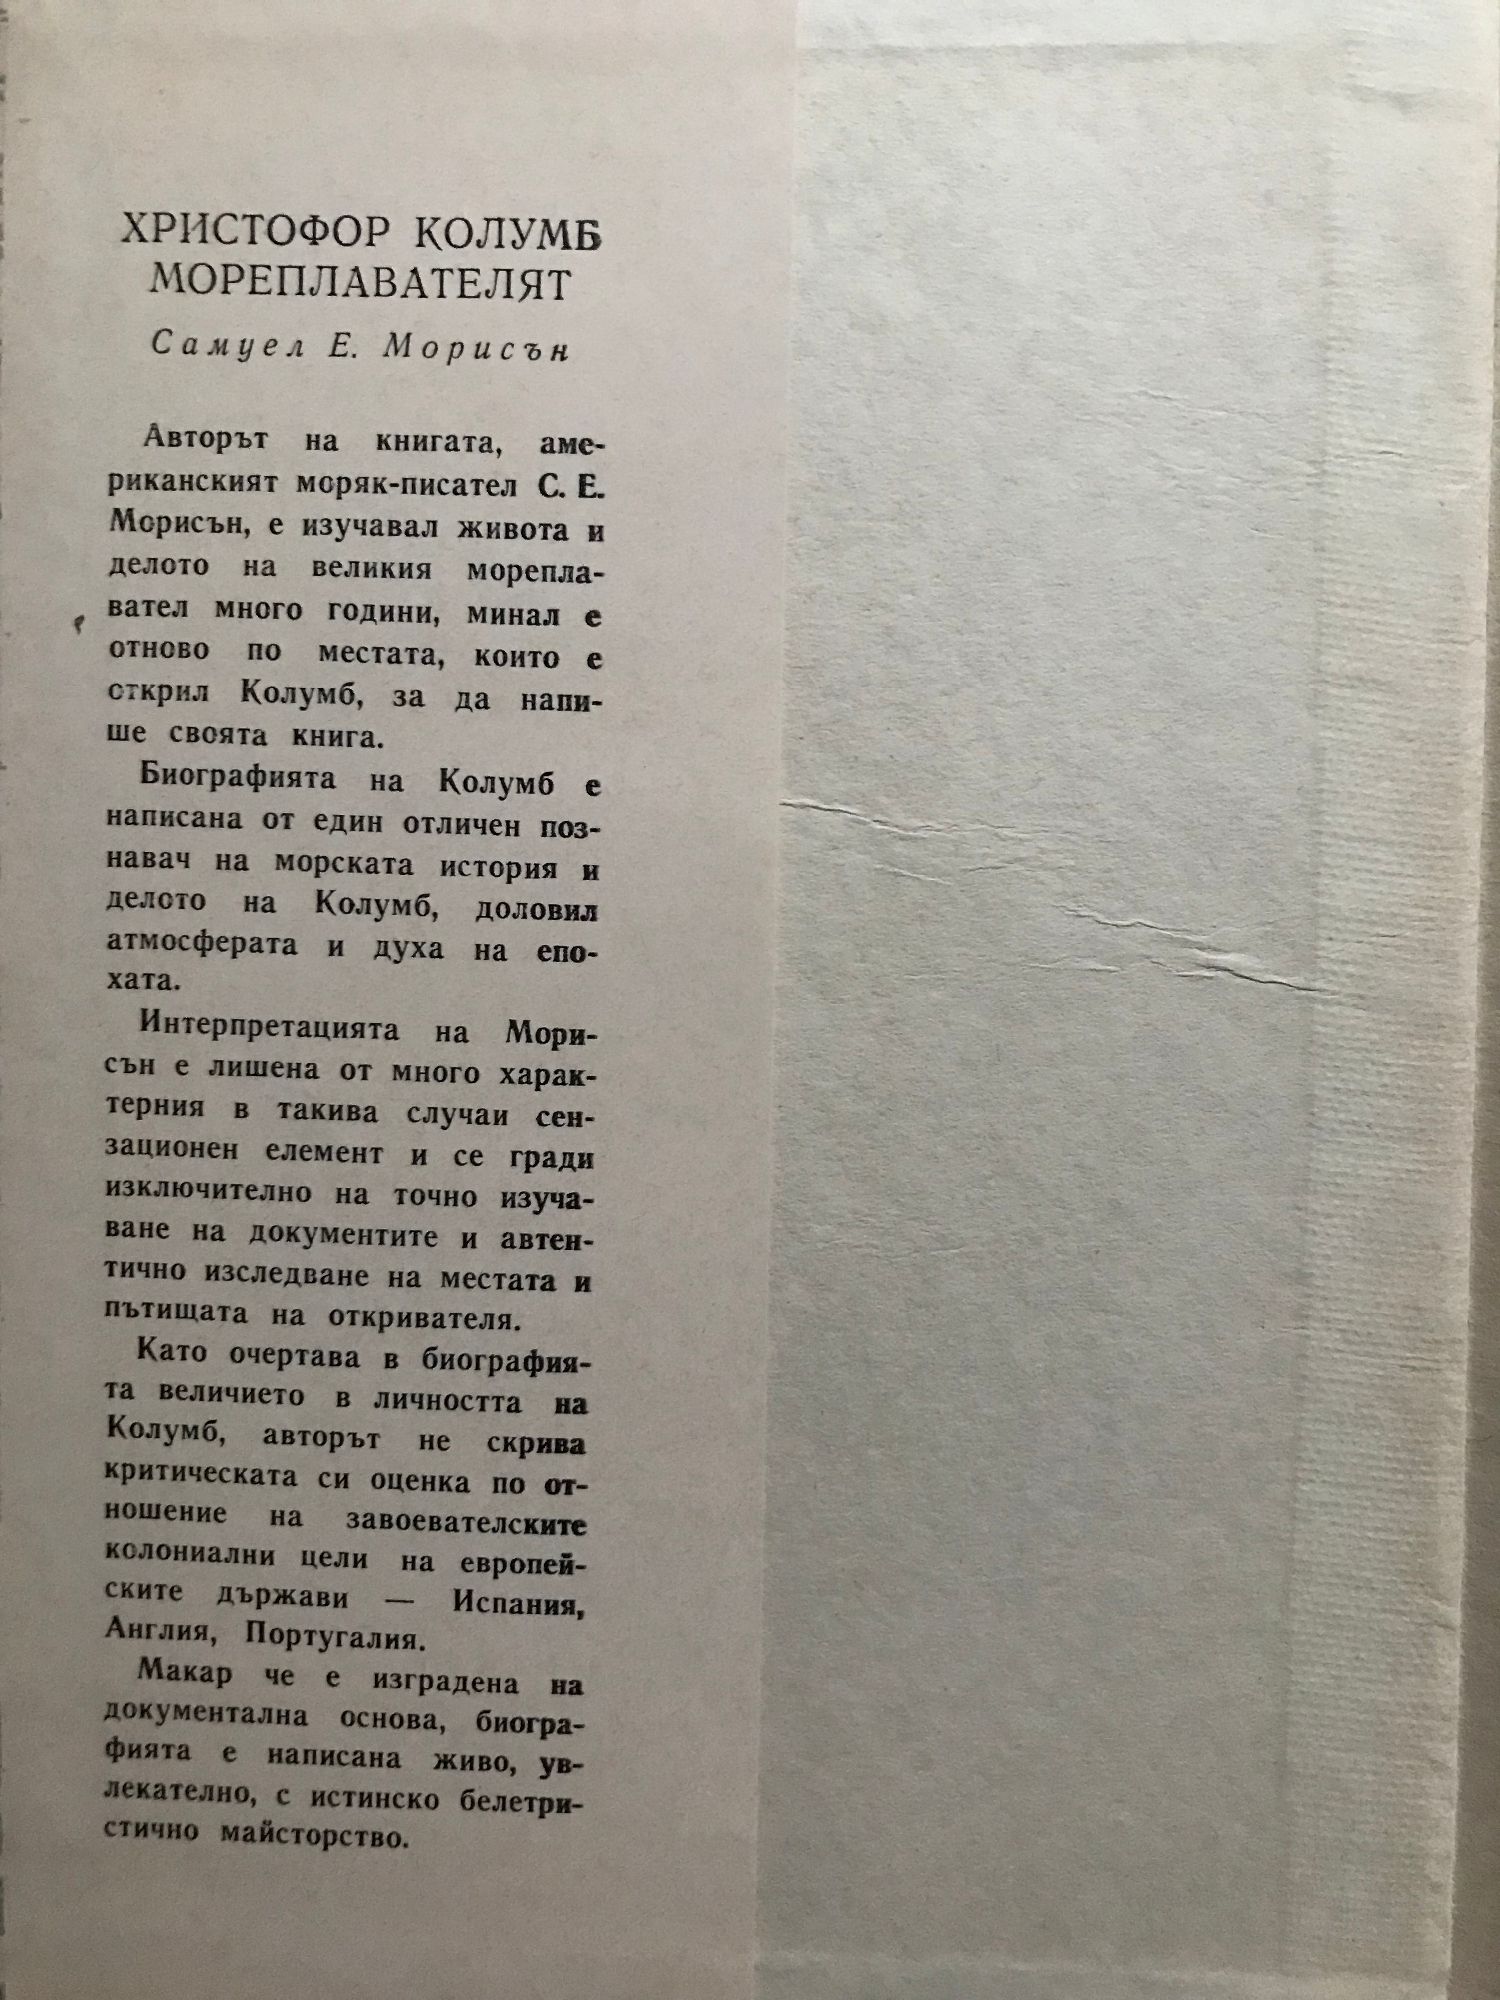 ХРИСТОФОР КОЛУМБ
МОРЕПЛАВАТЕЛЯТ
Самуел Е. Морисън
Авторът на книгата, аме-
риканският моряк-писател С. Е.
Морисън, е изучавал живота и
делото на великия морепла-
вател много години, минал е
отново по местата, които е
открил Колумб, за да напи-
ше своята книга.
Биографията на Колумб е
написана от един отличен поз-
навач на морската история и
делото на Колумб, доловил
атмосферата и духа на епо-
хата.
Интерпретацията на Мори-
сън е лишена от много харак-
терния в такива случаи сен-
зационен елемент и се гради
изключително на точно изуча-
ване на документите и автен-
тично изследване на местата и
пътищата на откривателя.
Като очертава в биография-
та величието в личността на
Колумб, авторът не скрива
критическата си оценка по от-
ношение на завоевателските
колониални цели на европей-
ските държави — Испания,
Англия, Португалия.
Макар че е изградена на
документална основа, биогра-
фията е написана живо, ув-
лекателно, с истинско белетри-
стично майсторство.